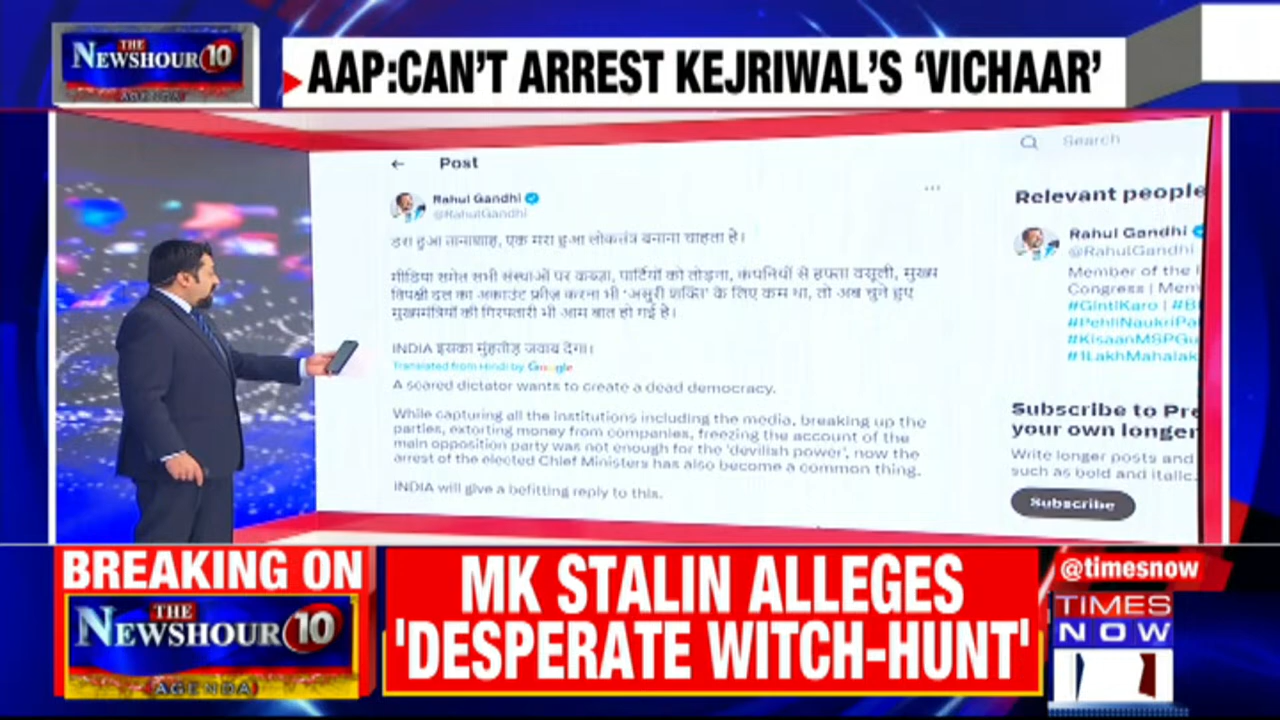 THE
NEWSHOUR 10
AGENDA
AAP:CAN'T ARREST KEJRIWAL'S 'VICHAAR'
← Post
Search
Rahul Gandhi
@RahulGandhi
...
डरा हुआ तानाशाह, एक मरा हुआ लोकतंत्र बनाना चाहता है।
मीडिया समेत सभी संस्थाओं पर कब्ज़ा, पार्टियों को तोड़ना, कंपनियों से हफ्ता वसूली, मुख्य
विपक्षी दल का अकाउंट फ्रीज़ करना भी 'असुरी शक्ति' के लिए कम था, तो अब चुने हुए
मुख्यमंत्रियों की गिरफ्तारी भी आम बात हो गई है।
INDIA इसका मुंहतोड़ जवाब देगा।
Translated from Hindi by Google
A scared dictator wants to create a dead democracy.
While capturing all the institutions including the media, breaking up the
parties, extorting money from companies, freezing the account of the
main opposition party was not enough for the 'devilish power', now the
arrest of the elected Chief Ministers has also become a common thing.
INDIA will give a befitting reply to this.
Relevant people
Rahul Gandhi
@RahulGandhi
Member of the I
Congress | Mem
#GintiKaro | #B
#PehliNaukriPa
#KisaanMSPGu
#1LakhMahalak
Subscribe to Pre
your own longer
Write longer posts and
such as bold and italic.
Subscribe
BREAKING ON
THE
NEWSHOUR 10
AGENDA
MK STALIN ALLEGES
'DESPERATE WITCH-HUNT'
@timesnow
TIMES
NOW